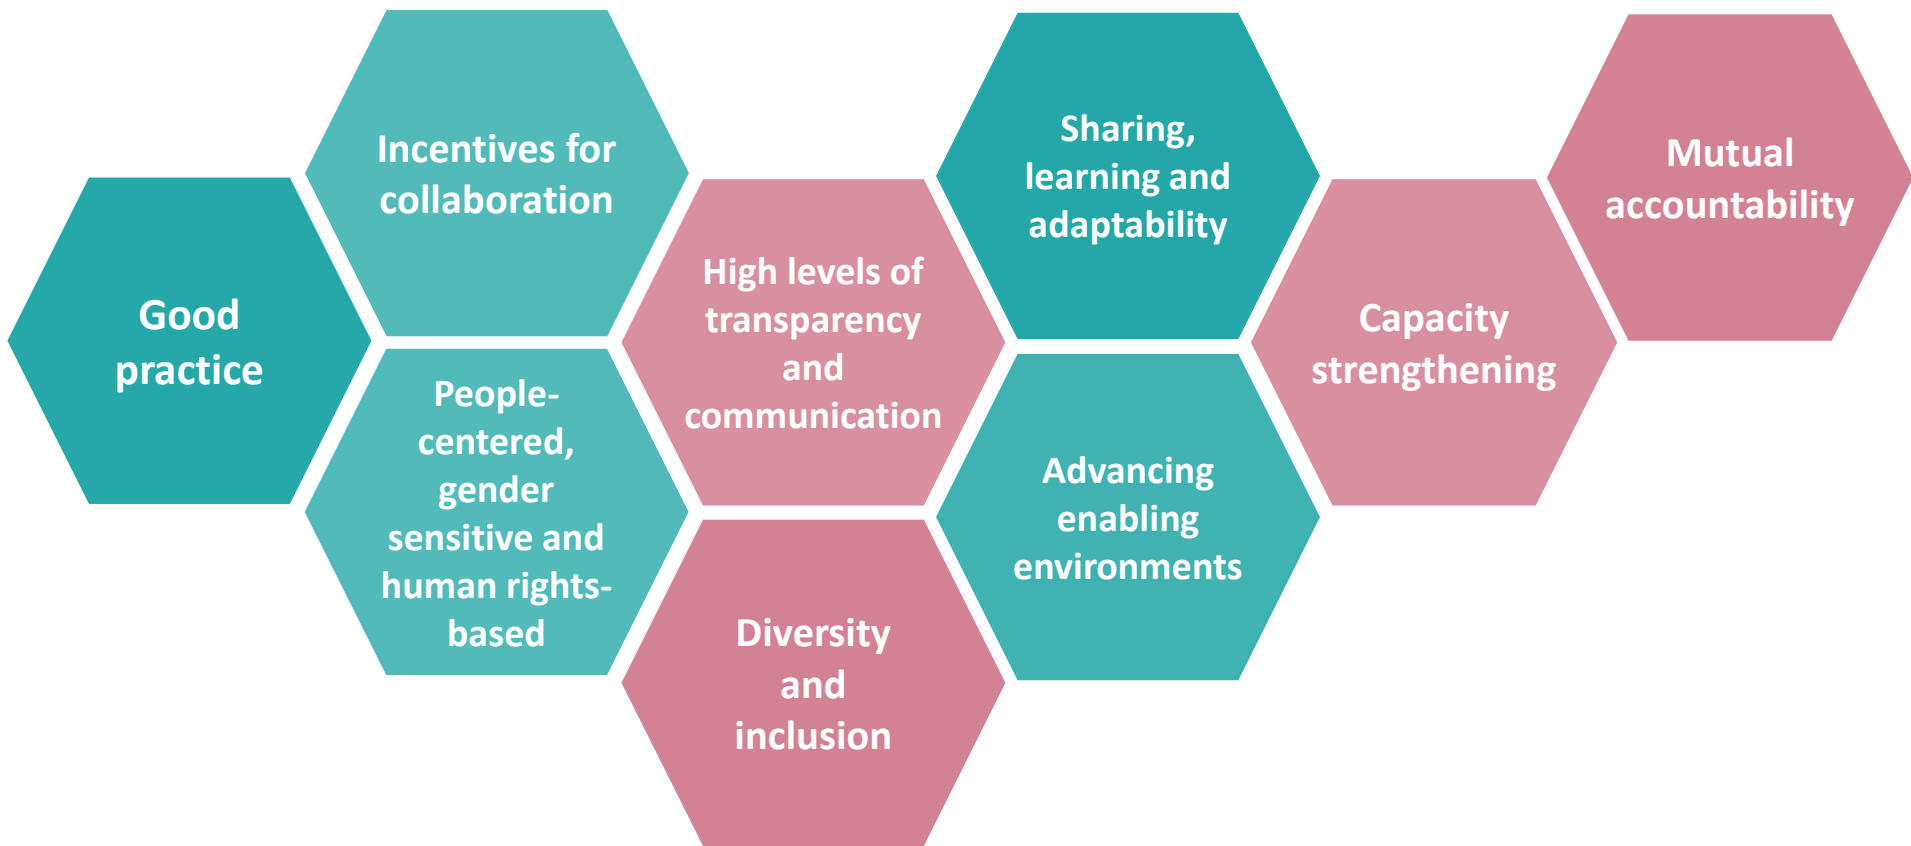 Good
practice
Incentives for
collaboration
People-
centered,
gender
sensitive and
human rights-
based
High levels of
transparency
and
communication
Diversity
and
inclusion
Sharing,
learning and
adaptability
Advancing
enabling
environments
Capacity
strengthening
Mutual
accountability